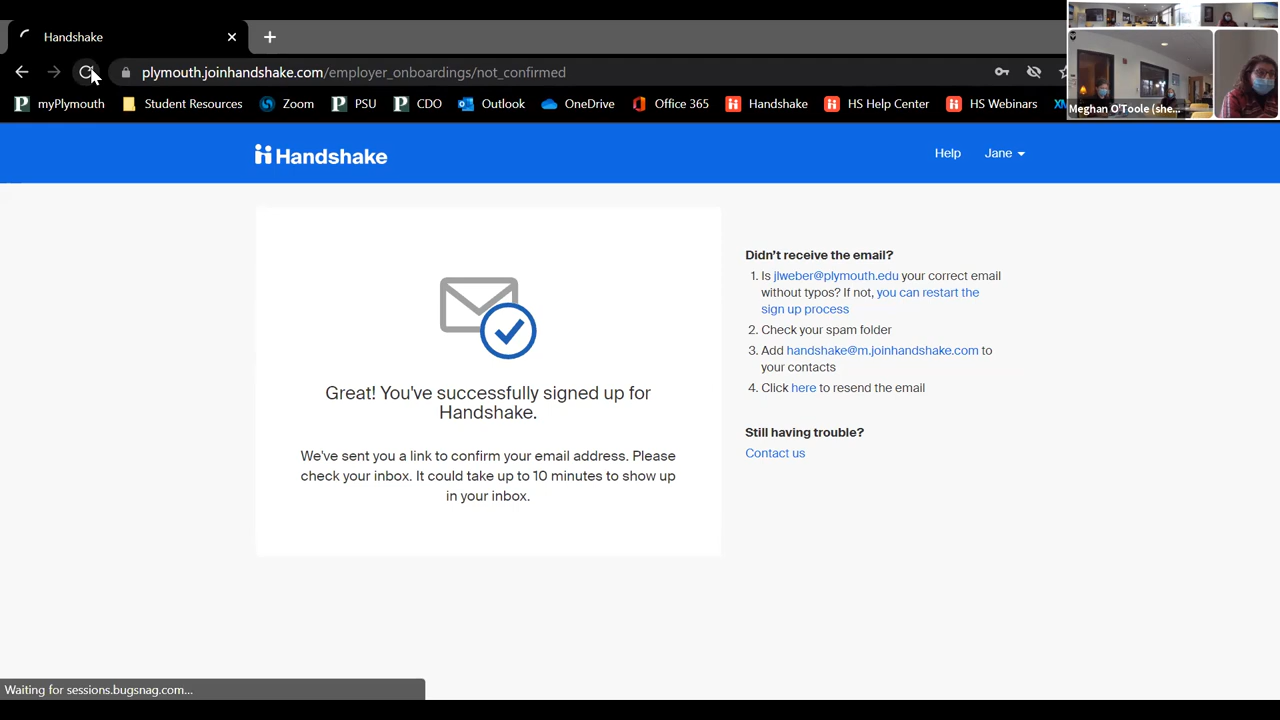 Handshake
plymouth.joinhandshake.com/employer_onboardings/not_confirmed
myPlymouth Student Resources Zoom PSU CDO Outlook OneDrive Office 365 Handshake HS Help Center HS Webinars
Meghan O'Toole (she...
Handshake
Help Jane
Great! You've successfully signed up for
Handshake.
We've sent you a link to confirm your email address. Please
check your inbox. It could take up to 10 minutes to show up
in your inbox.
Didn't receive the email?
1. Is jlweber@plymouth.edu your correct email
without typos? If not, you can restart the
sign up process
2. Check your spam folder
3. Add handshake@m.joinhandshake.com to
your contacts
4. Click here to resend the email
Still having trouble?
Contact us
Waiting for sessions.bugsnag.com...